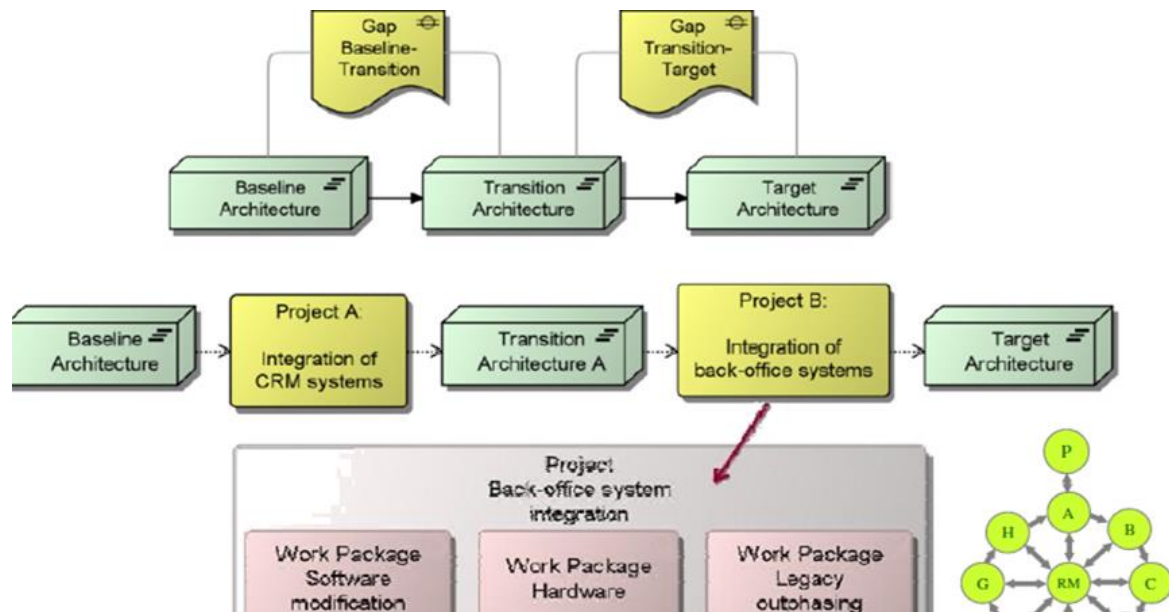 Gap
Baseline-
Transition
Gap
Transition-
Target
Baseline
Architecture
Transition
Architecture
Target
Architecture
Baseline
Architecture
Project A:
Integration of
CRM systems
Transition
Architecture A
Project B:
Integration of
back-office systems
Target
Architecture
Project
Back-office system
integration
Work Package
Software
modification
Work Package
Hardware
Work Package
Legacy
outphasing
P
A
H
B
G
RM
C